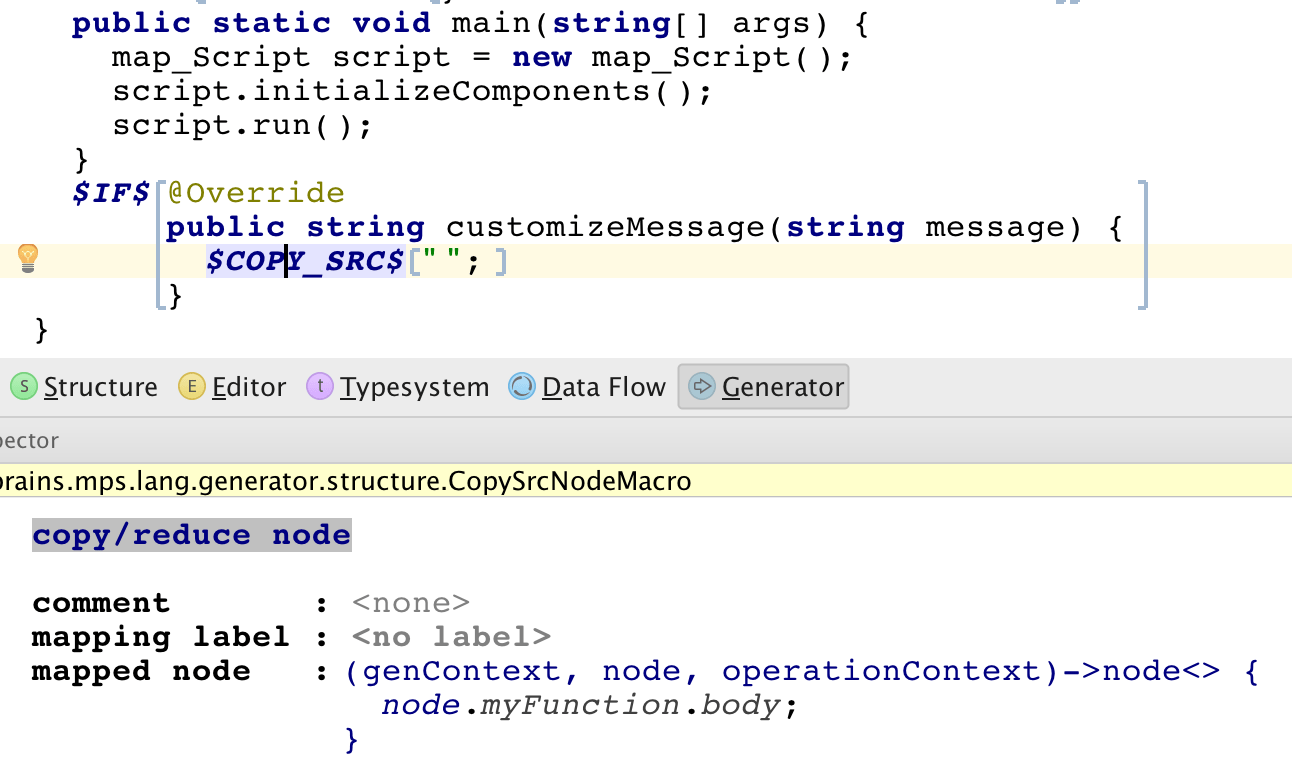 public static void main(string[] args) {
map_Script script = new map_Script();
script.initializeComponents();
script.run();
}
$IF$[@Override
public string customizeMessage(string message) {
$COPY_SRC$[" "; ]
}
}
S Structure E Editor t Typesystem Data Flow Generator
pector
orains.mps.lang.generator.structure.CopySrcNodeMacro
copy/reduce node
comment : <none>
mapping label : <no label>
mapped node : (genContext, node, operationContext)->node<> {
node.myFunction.body;
}